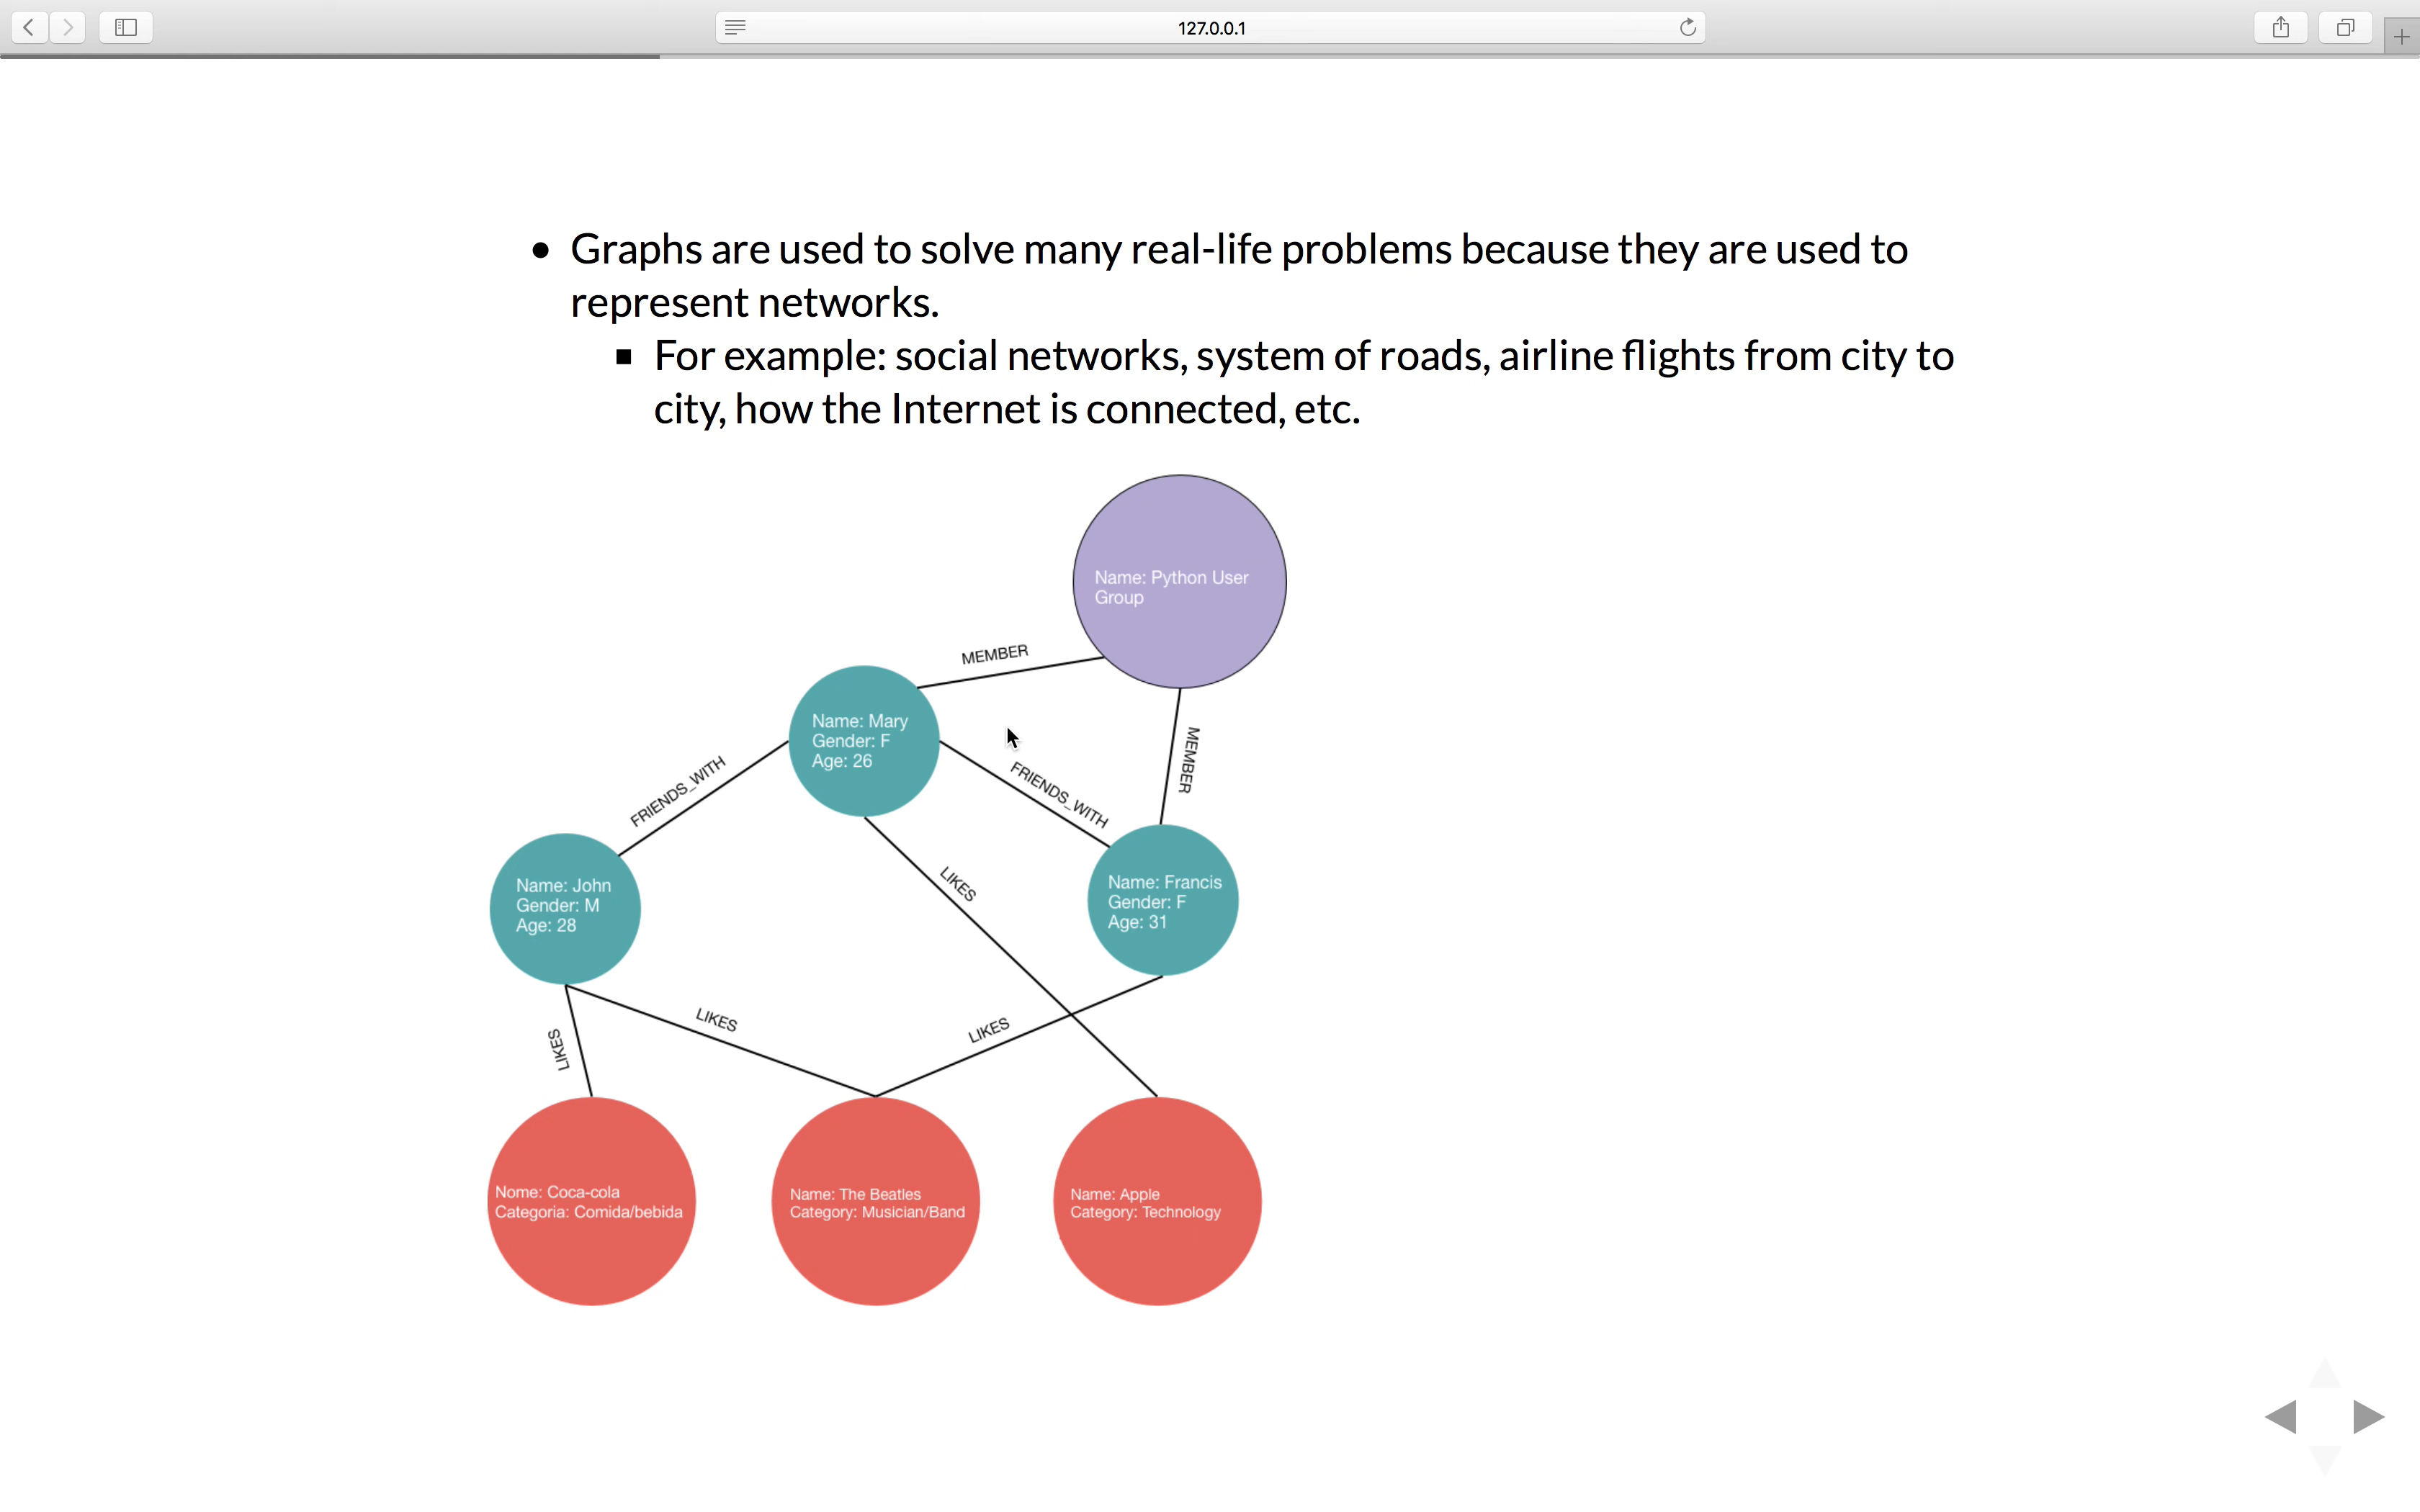 127.0.0.1
Graphs are used to solve many real-life problems because they are used to
represent networks.
For example: social networks, system of roads, airline flights from city to
city, how the Internet is connected, etc.
Name: Python User
Group
MEMBER
Name: Mary
Gender: F
Age: 26
MEMBER
FRIENDS_WITH
FRIENDS_WITH
Name: John
Gender: M
Age: 28
LIKES
Name: Francis
Gender: F
Age: 31
LIKES
LIKES
LIKES
Nome: Coca-cola
Categoria: Comida/bebida
Name: The Beatles
Category: Musician/Band
Name: Apple
Category: Technology